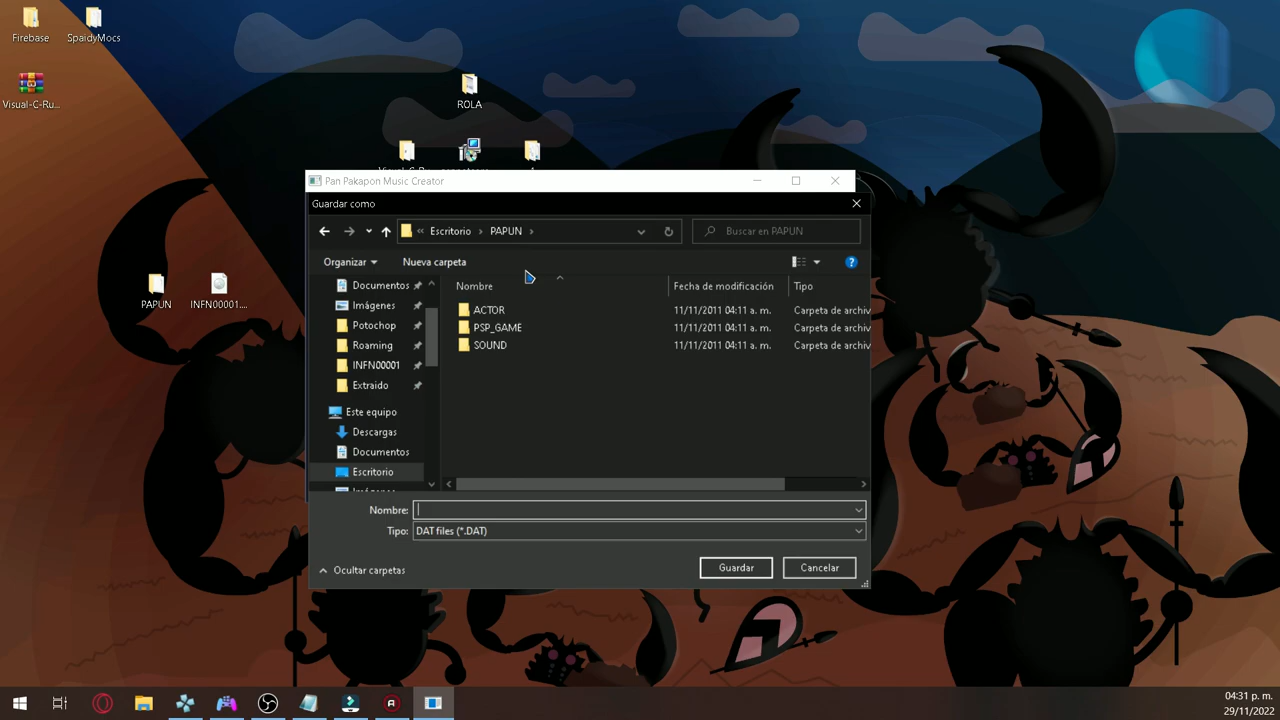 Firebase
SpaidyMocs
Visual-C-Ru...
ROLA
PAPUN
INFN00001....
Pan Pakapon Music Creator
Guardar como
« Escritorio › PAPUN ›
Buscar en PAPUN
Organizar
Nueva carpeta
Nombre
Fecha de modificación
Tipo
Documentos
Imágenes
Potochop
Roaming
INFN00001
Extraido
Este equipo
Descargas
Documentos
Escritorio
ACTOR 11/11/2011 04:11 a. m. Carpeta de archiv
PSP_GAME 11/11/2011 04:11 a. m. Carpeta de archiv
SOUND 11/11/2011 04:11 a. m. Carpeta de archiv
Nombre:
Tipo: DAT files (*.DAT)
Ocultar carpetas
Guardar
Cancelar
04:31 p. m.
29/11/2022